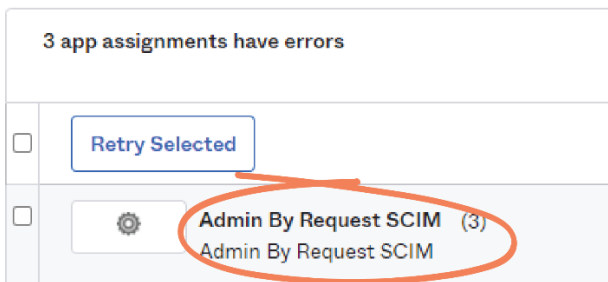 3 app assignments have errors
Retry Selected
Admin By Request SCIM (3)
Admin By Request SCIM